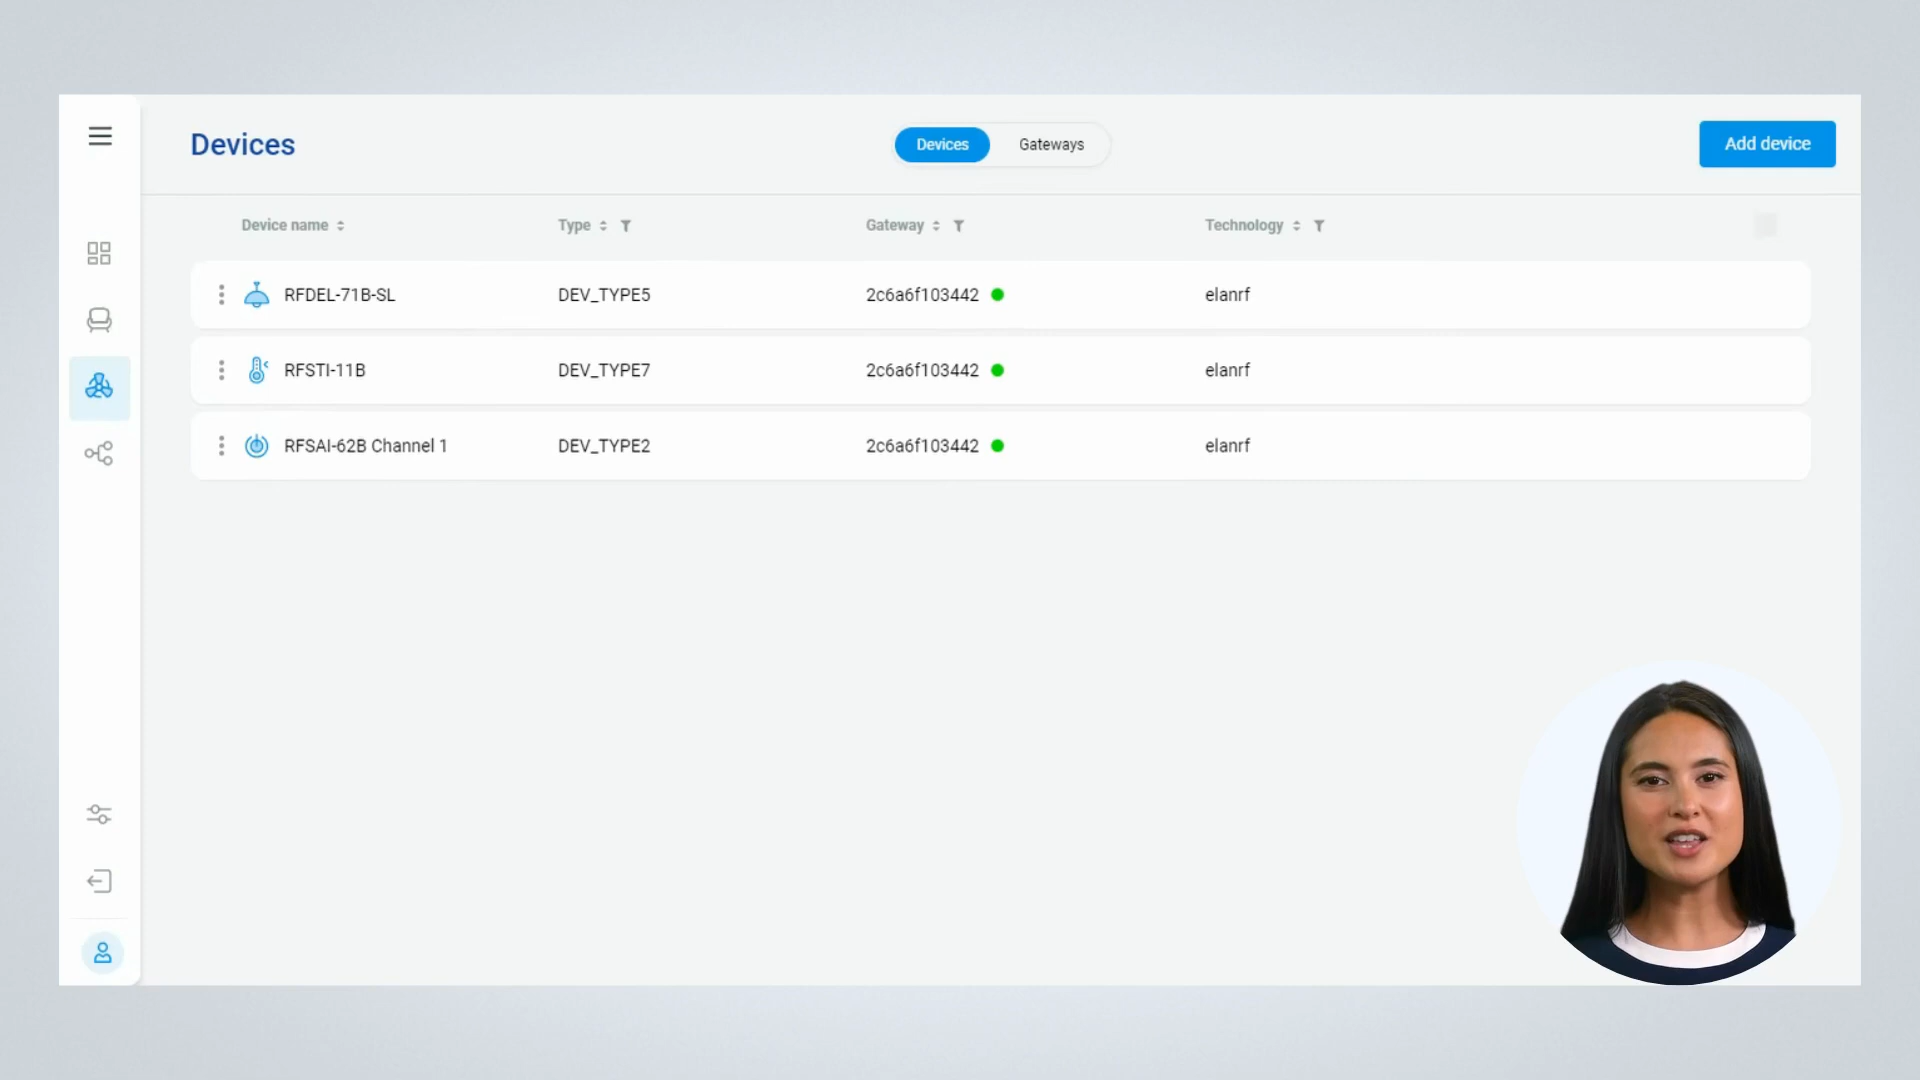 Devices
Devices Gateways
Add device
Device name Type Gateway Technology
RFDEL-71B-SL DEV_TYPE5 2c6a6f103442 elanrf
RFSTI-11B DEV_TYPE7 2c6a6f103442 elanrf
RFSAI-62B Channel 1 DEV_TYPE2 2c6a6f103442 elanrf